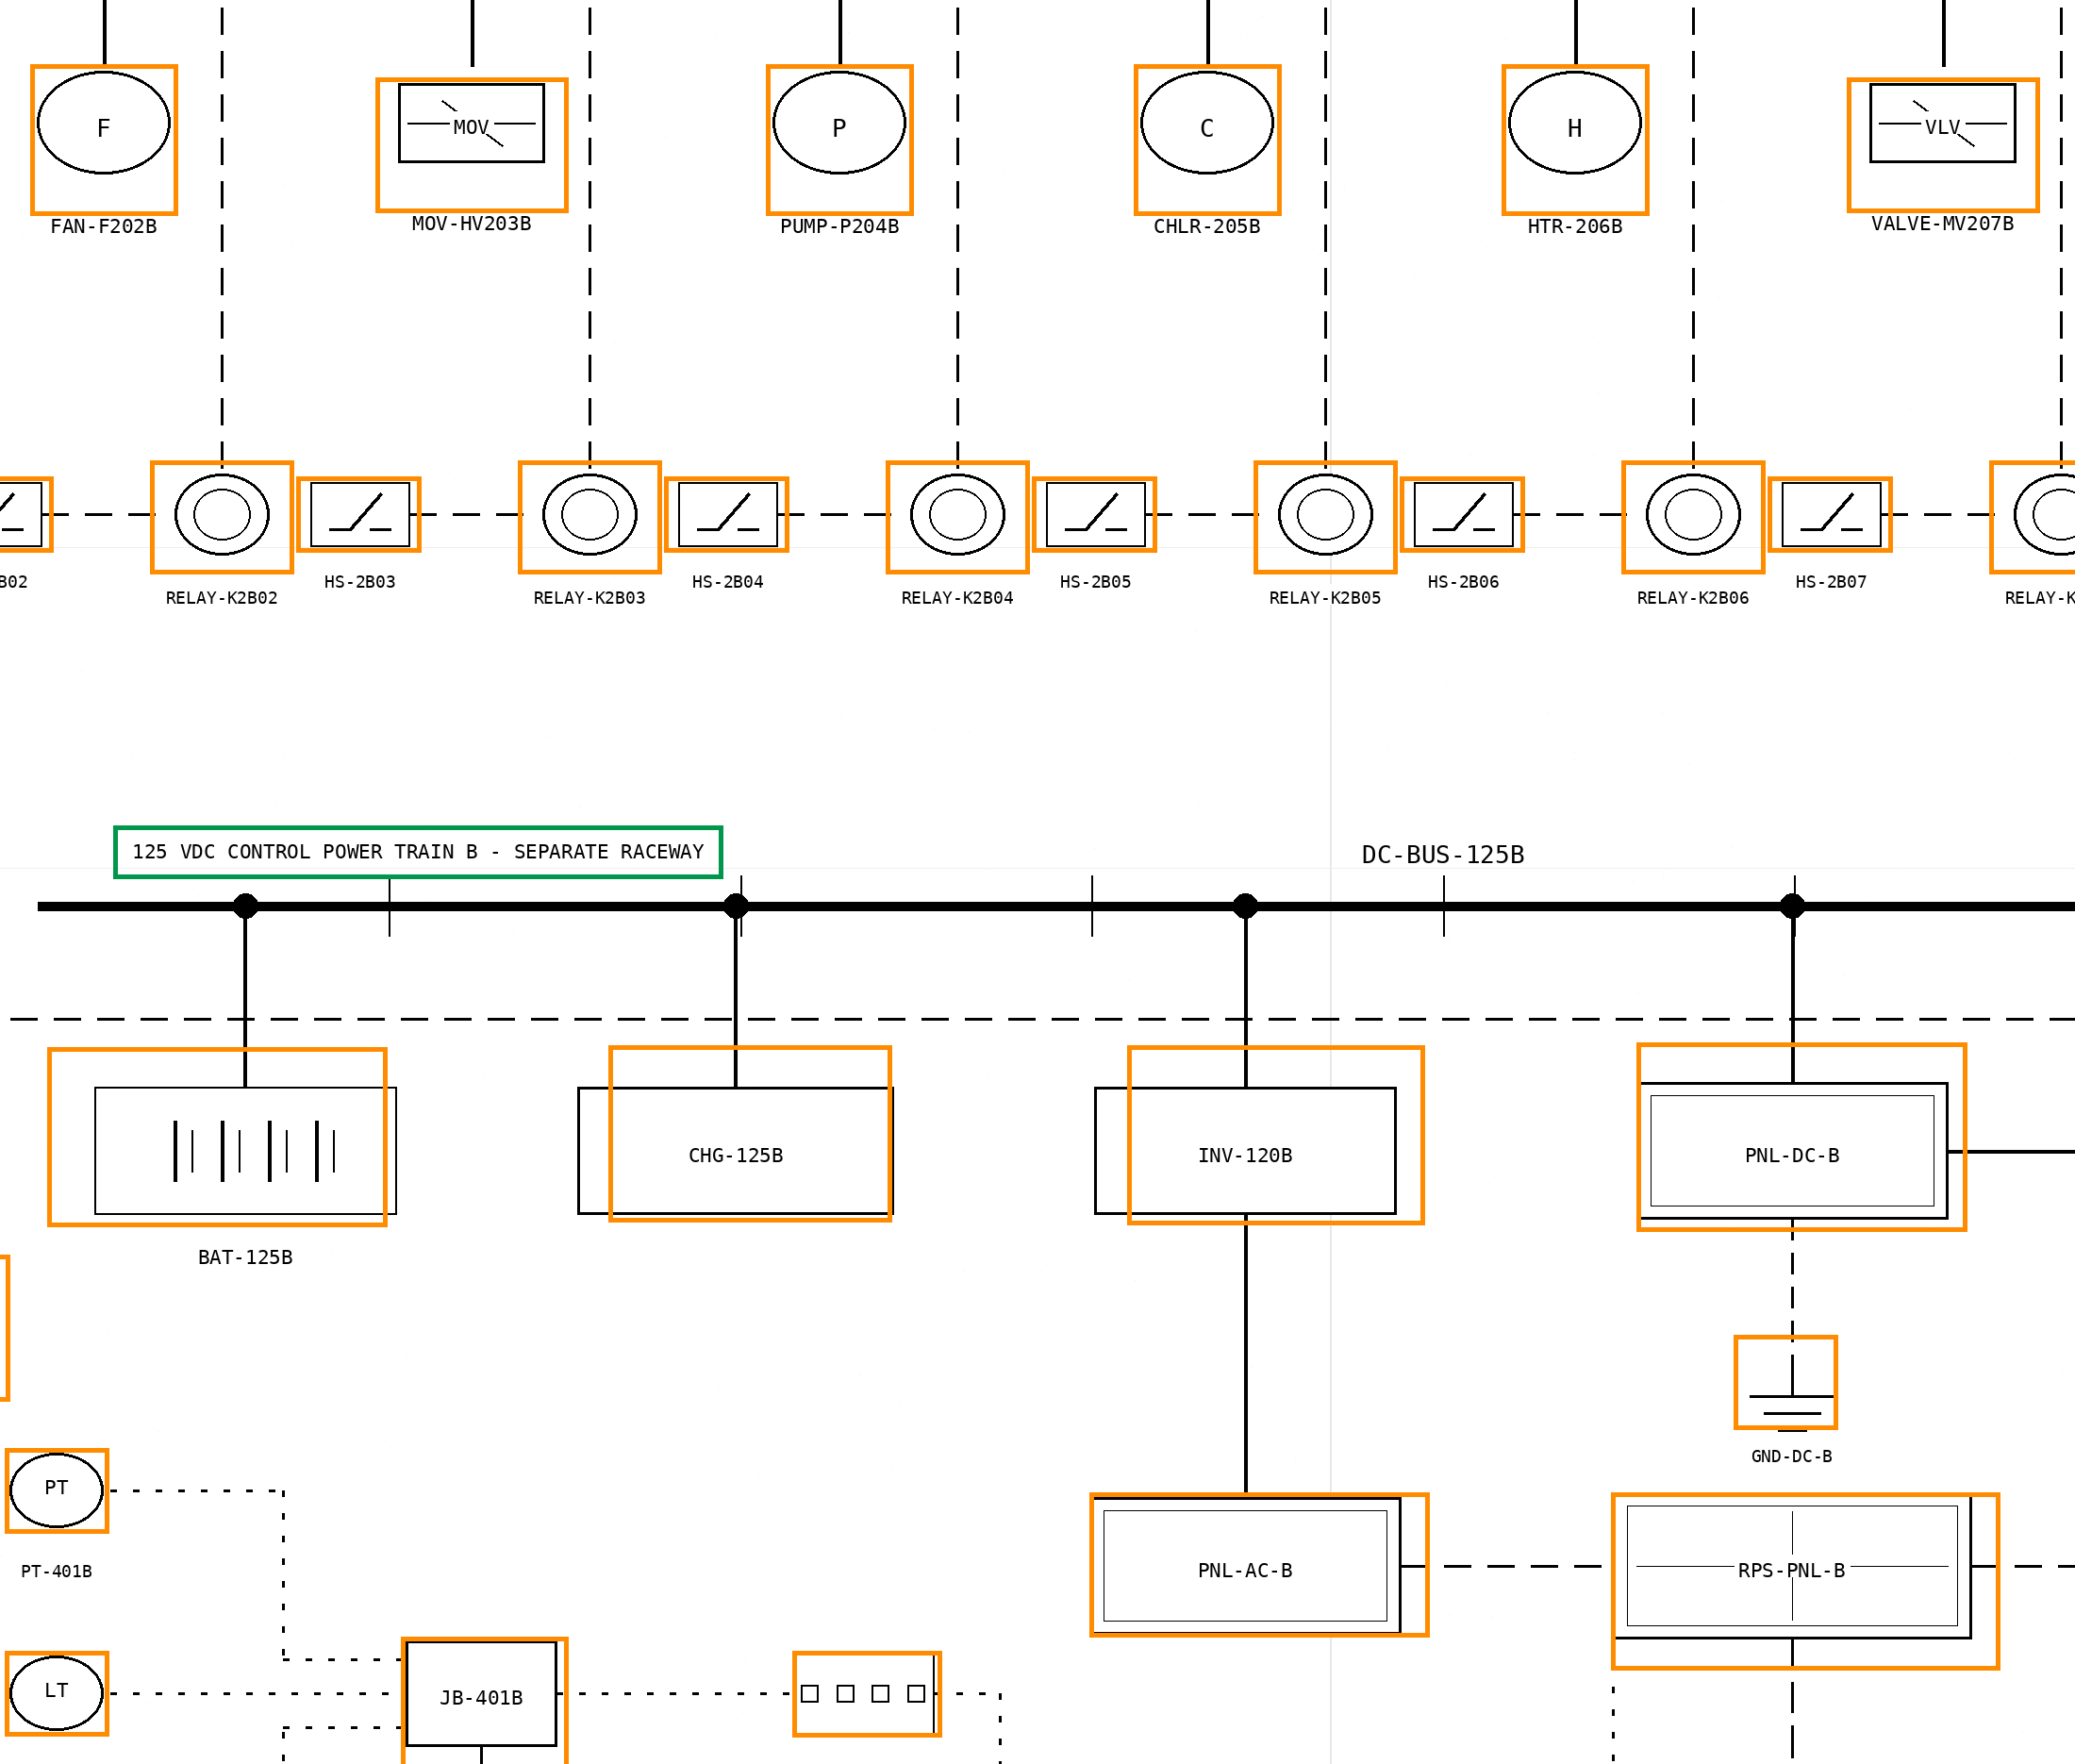 F
MOV
P
C
H
VLV
FAN-F202B
MOV-HV203B
PUMP-P204B
CHLR-205B
HTR-206B
VALVE-MV207B
B02
HS-2B03
HS-2B04
HS-2B05
HS-2B06
HS-2B07
RELAY-K2B02
RELAY-K2B03
RELAY-K2B04
RELAY-K2B05
RELAY-K2B06
RELAY-K
125 VDC CONTROL POWER TRAIN B - SEPARATE RACEWAY
DC-BUS-125B
CHG-125B
INV-120B
PNL-DC-B
BAT-125B
GND-DC-B
PT
PT-401B
PNL-AC-B
RPS-PNL-B
LT
JB-401B